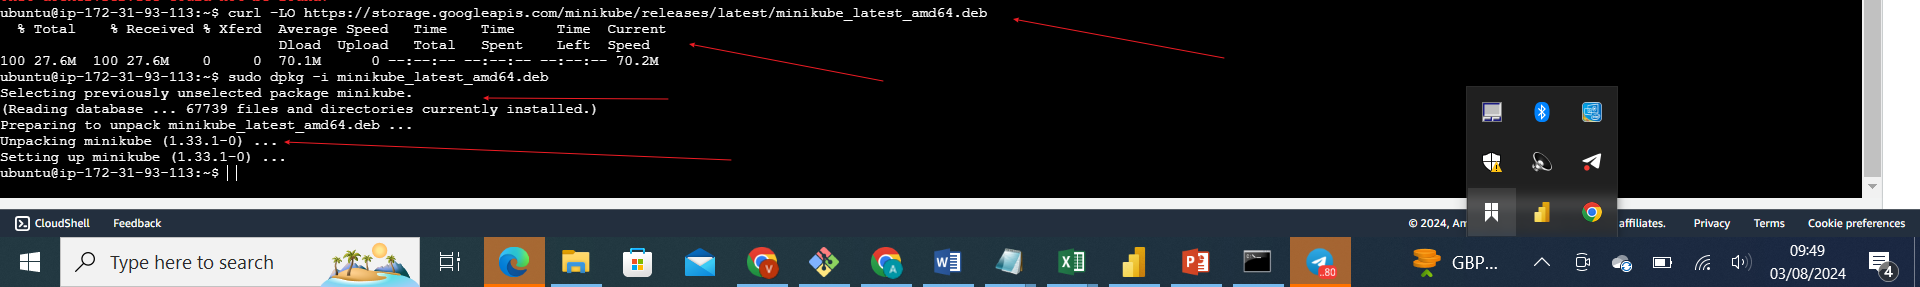 ubuntu@ip-172-31-93-113:~$ curl -LO https://storage.googleapis.com/minikube/releases/latest/minikube_latest_amd64.deb
% Total % Received % Xferd Average Speed Time Time Time Current
Dload Upload Total Spent Left Speed
100 27.6M 100 27.6M 0 0 70.1M 0 --:--:-- --:--:-- --:--:-- 70.2M
ubuntu@ip-172-31-93-113:~$ sudo dpkg -i minikube_latest_amd64.deb
Selecting previously unselected package minikube.
(Reading database ... 67739 files and directories currently installed.)
Preparing to unpack minikube_latest_amd64.deb ...
Unpacking minikube (1.33.1-0) ...
Setting up minikube (1.33.1-0) ...
ubuntu@ip-172-31-93-113:~$
CloudShell Feedback © 2024, Am affiliates. Privacy Terms Cookie preferences
Type here to search V A W X P ..80 GBP... 09:49
03/08/2024 4